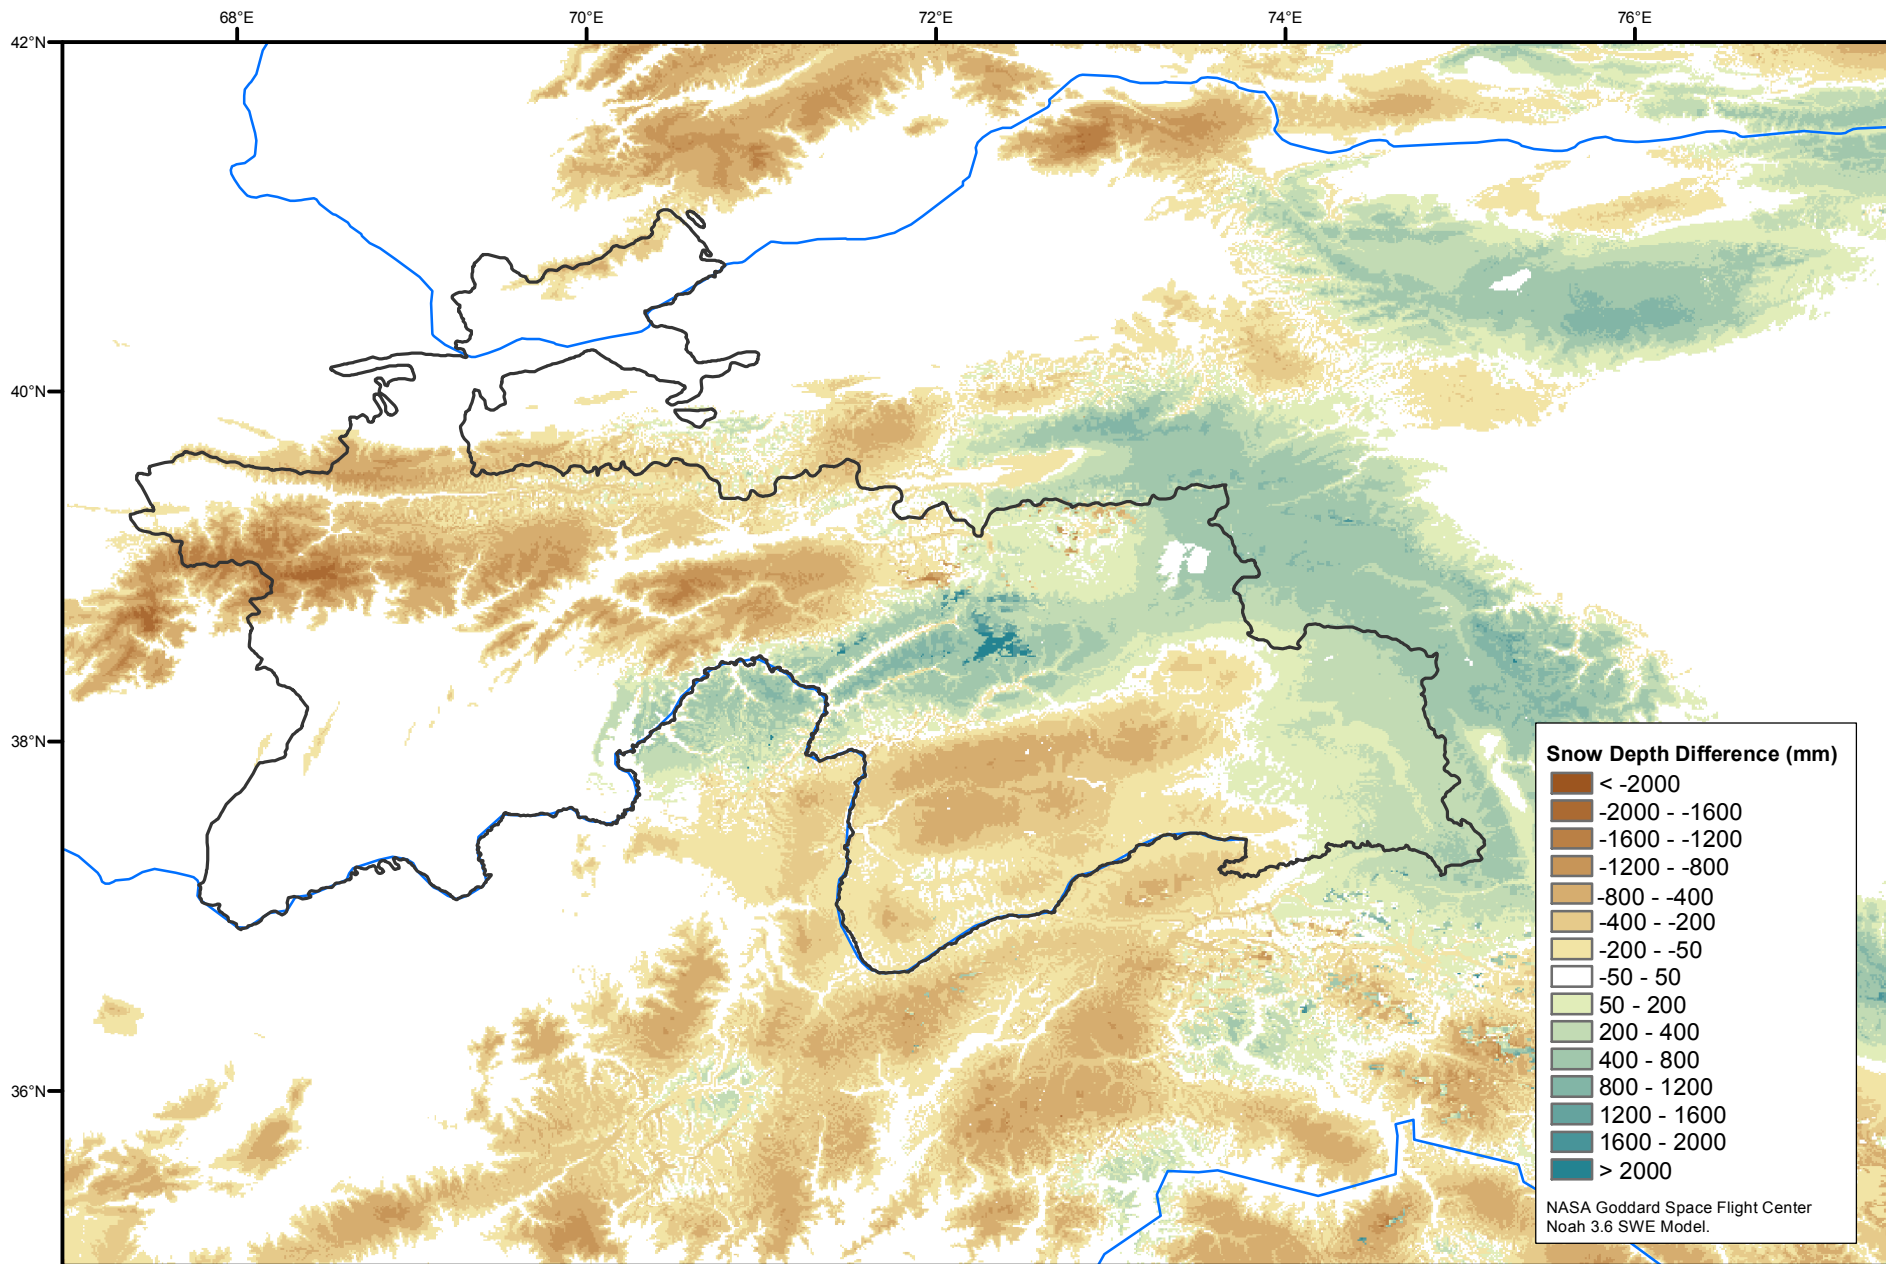 68°E 70°E 72°E 74°E 76°E
42°N
40°N
38°N
36°N
Snow Depth Difference (mm)
< -2000
-2000 - -1600
-1600 - -1200
-1200 - -800
-800 - -400
-400 - -200
-200 - -50
-50 - 50
50 - 200
200 - 400
400 - 800
800 - 1200
1200 - 1600
1600 - 2000
> 2000
NASA Goddard Space Flight Center
Noah 3.6 SWE Model.